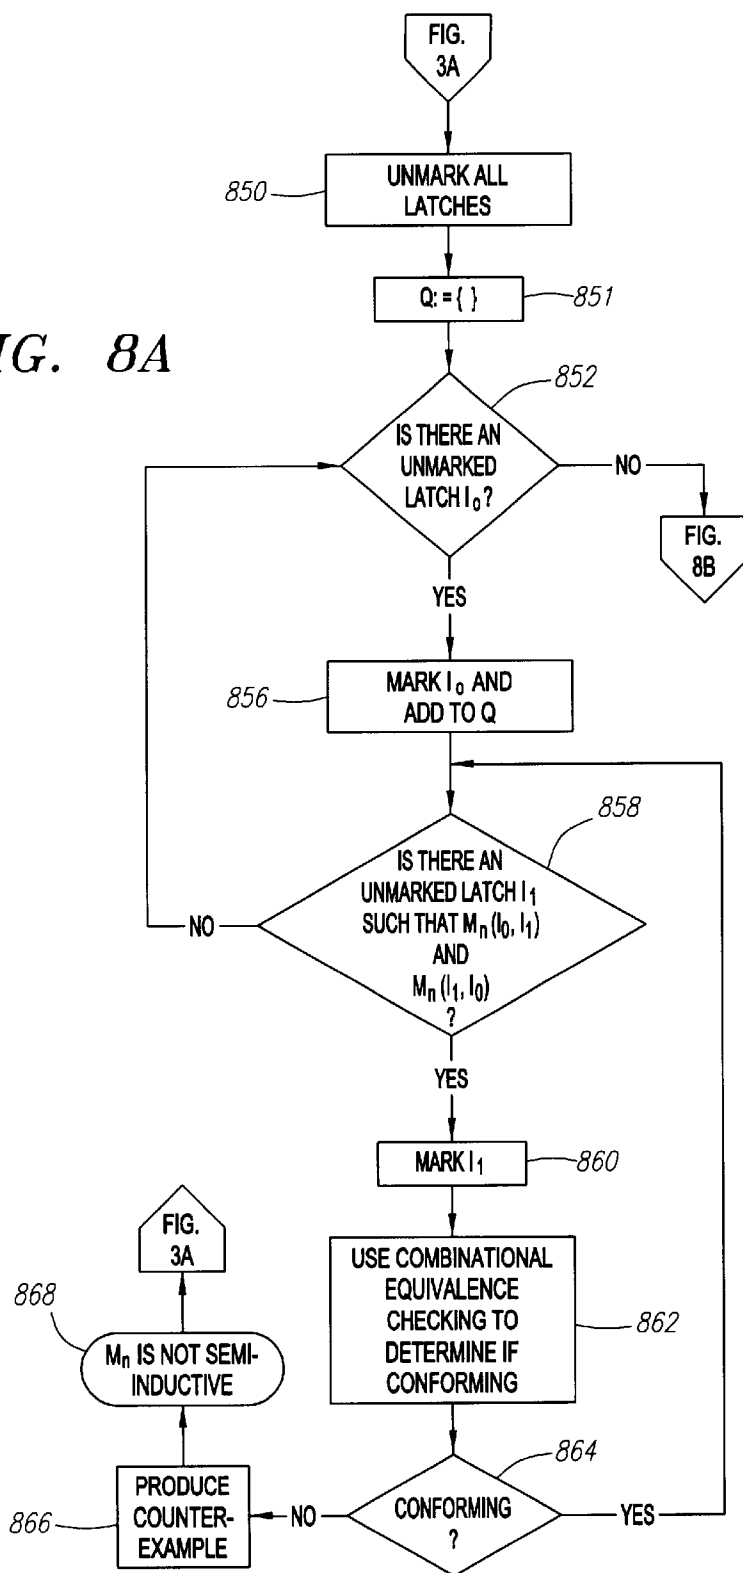 FIG.
3A
850
UNMARK ALL
LATCHES
Q: = { }
851
IG. 8A
852
IS THERE AN
UNMARKED
LATCH l₀?
NO
FIG.
8B
YES
856
MARK l₀ AND
ADD TO Q
858
IS THERE AN
UNMARKED LATCH l₁
SUCH THAT Mₙ (l₀, l₁)
AND
Mₙ (l₁, l₀)
?
NO
YES
MARK l₁
860
FIG.
3A
USE COMBINATIONAL
EQUIVALENCE
CHECKING TO
DETERMINE IF
CONFORMING
862
868
Mₙ IS NOT SEMI-
INDUCTIVE
864
CONFORMING
?
YES
NO
866
PRODUCE
COUNTER-
EXAMPLE